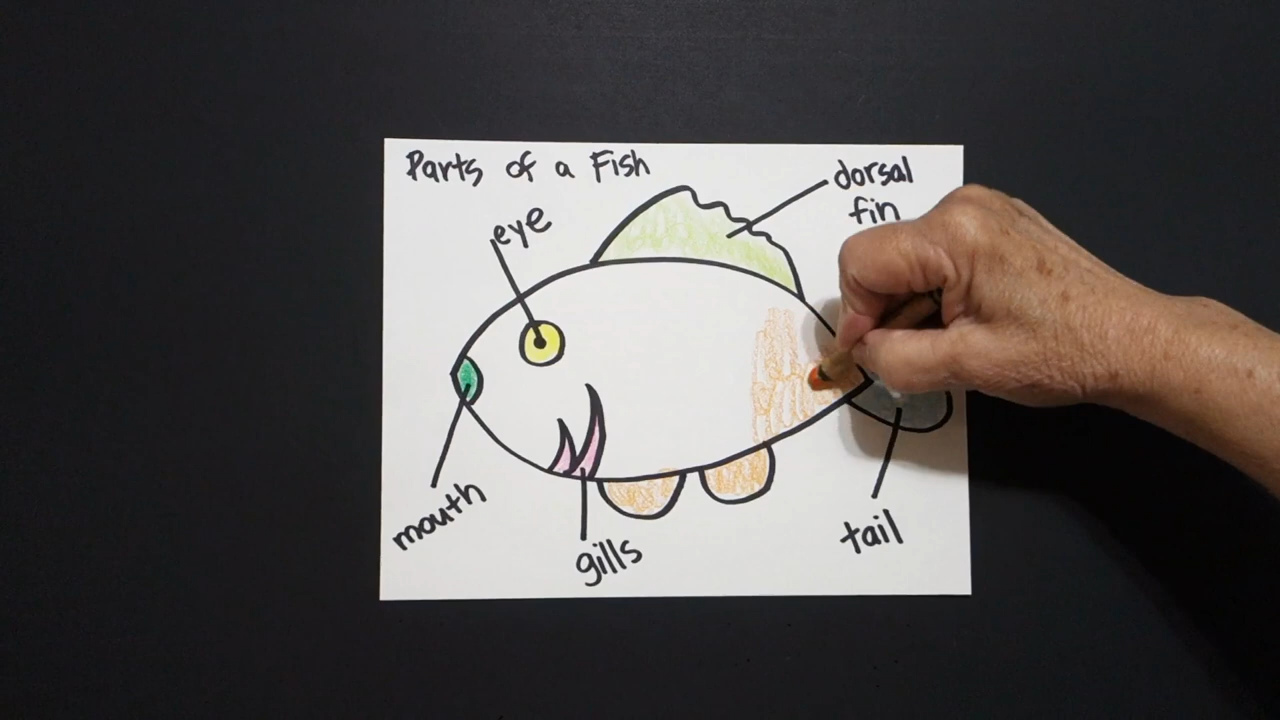 Parts of a Fish
dorsal
fin
eye
mouth
gills
tail